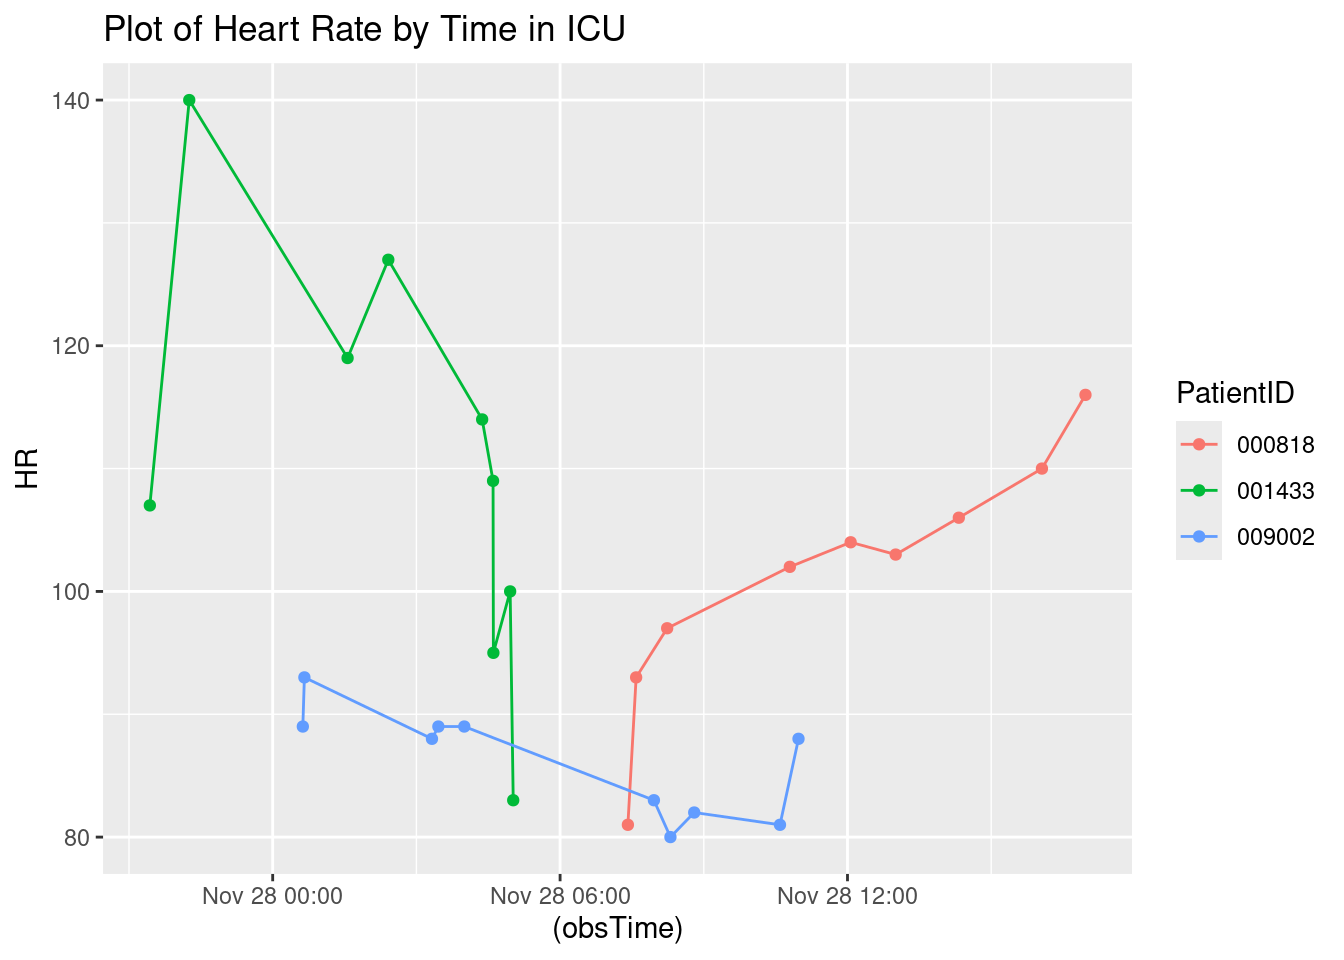 Plot of Heart Rate by Time in ICU
140
120
100
80
HR
Nov 28 00:00
Nov 28 06:00
Nov 28 12:00
(obsTime)
PatientID
000818
001433
009002